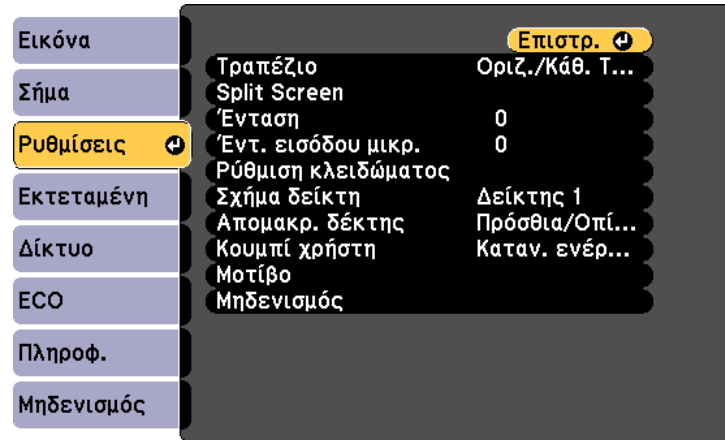 Εικόνα
Σήμα
Ρυθμίσεις
Εκτεταμένη
Δίκτυο
ECO
Πληροφ.
Μηδενισμός
Επιστρ.
Τραπέζιο Οριζ./Κάθ. Τ...
Split Screen
Ένταση 0
Έντ. εισόδου μικρ. 0
Ρύθμιση κλειδώματος
Σχήμα δείκτη Δείκτης 1
Απομακρ. δέκτης Πρόσθια/Οπί...
Κουμπί χρήστη Καταν. ενέρ...
Μοτίβο
Μηδενισμός